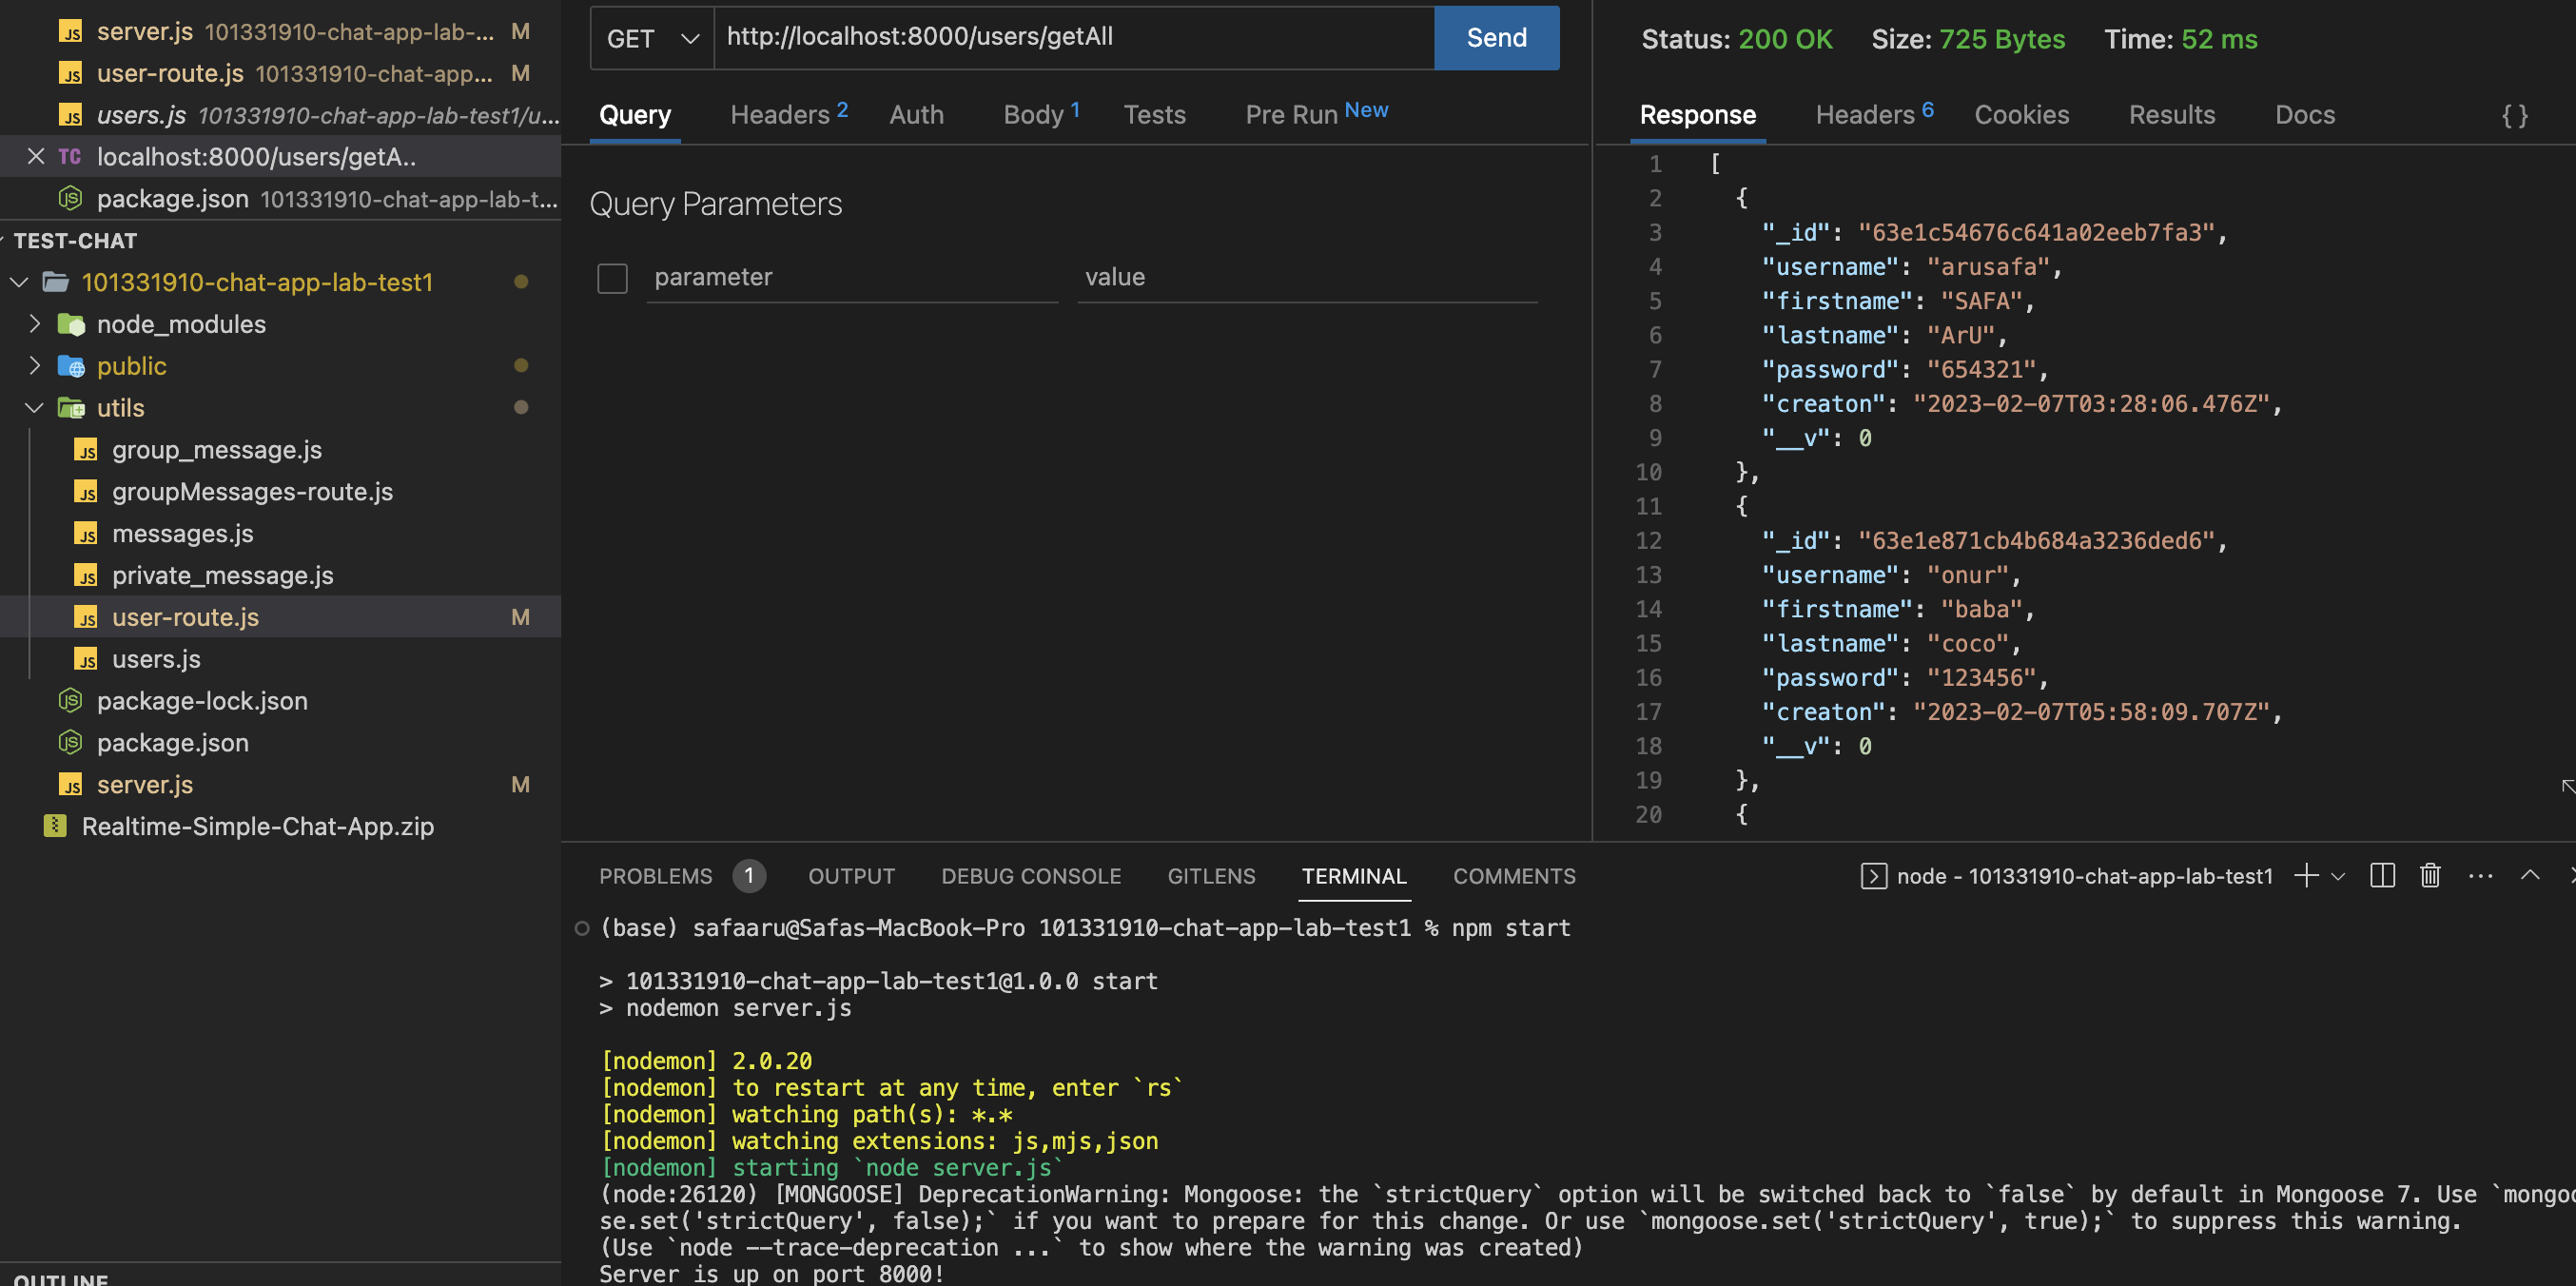 server.js 101331910-chat-app-lab-... M
user-route.js 101331910-chat-app... M
users.js 101331910-chat-app-lab-test1/u...
TC localhost:8000/users/getA..
package.json 101331910-chat-app-lab-t...
TEST-CHAT
101331910-chat-app-lab-test1
node_modules
public
utils
group_message.js
groupMessages-route.js
messages.js
private_message.js
user-route.js M
users.js
package-lock.json
package.json
server.js M
Realtime-Simple-Chat-App.zip
OUTLINE
GET http://localhost:8000/users/getAll Send
Query Headers 2 Auth Body 1 Tests Pre Run New
Query Parameters
parameter value
Status: 200 OK Size: 725 Bytes Time: 52 ms
Response Headers 6 Cookies Results Docs { }
1 [
2 {
3 "_id": "63e1c54676c641a02eeb7fa3",
4 "username": "arusafa",
5 "firstname": "SAFA",
6 "lastname": "ArU",
7 "password": "654321",
8 "creaton": "2023-02-07T03:28:06.476Z",
9 "__v": 0
10 },
11 {
12 "_id": "63e1e871cb4b684a3236ded6",
13 "username": "onur",
14 "firstname": "baba",
15 "lastname": "coco",
16 "password": "123456",
17 "creaton": "2023-02-07T05:58:09.707Z",
18 "__v": 0
19 },
20 {
PROBLEMS 1 OUTPUT DEBUG CONSOLE GITLENS TERMINAL COMMENTS node - 101331910-chat-app-lab-test1
(base) safaaru@Safas-MacBook-Pro 101331910-chat-app-lab-test1 % npm start
> 101331910-chat-app-lab-test1@1.0.0 start
> nodemon server.js
[nodemon] 2.0.20
[nodemon] to restart at any time, enter `rs`
[nodemon] watching path(s): *.*
[nodemon] watching extensions: js,mjs,json
[nodemon] starting `node server.js`
(node:26120) [MONGOOSE] DeprecationWarning: Mongoose: the `strictQuery` option will be switched back to `false` by default in Mongoose 7. Use `mongoo
se.set('strictQuery', false);` if you want to prepare for this change. Or use `mongoose.set('strictQuery', true);` to suppress this warning.
(Use `node --trace-deprecation ...` to show where the warning was created)
Server is up on port 8000!